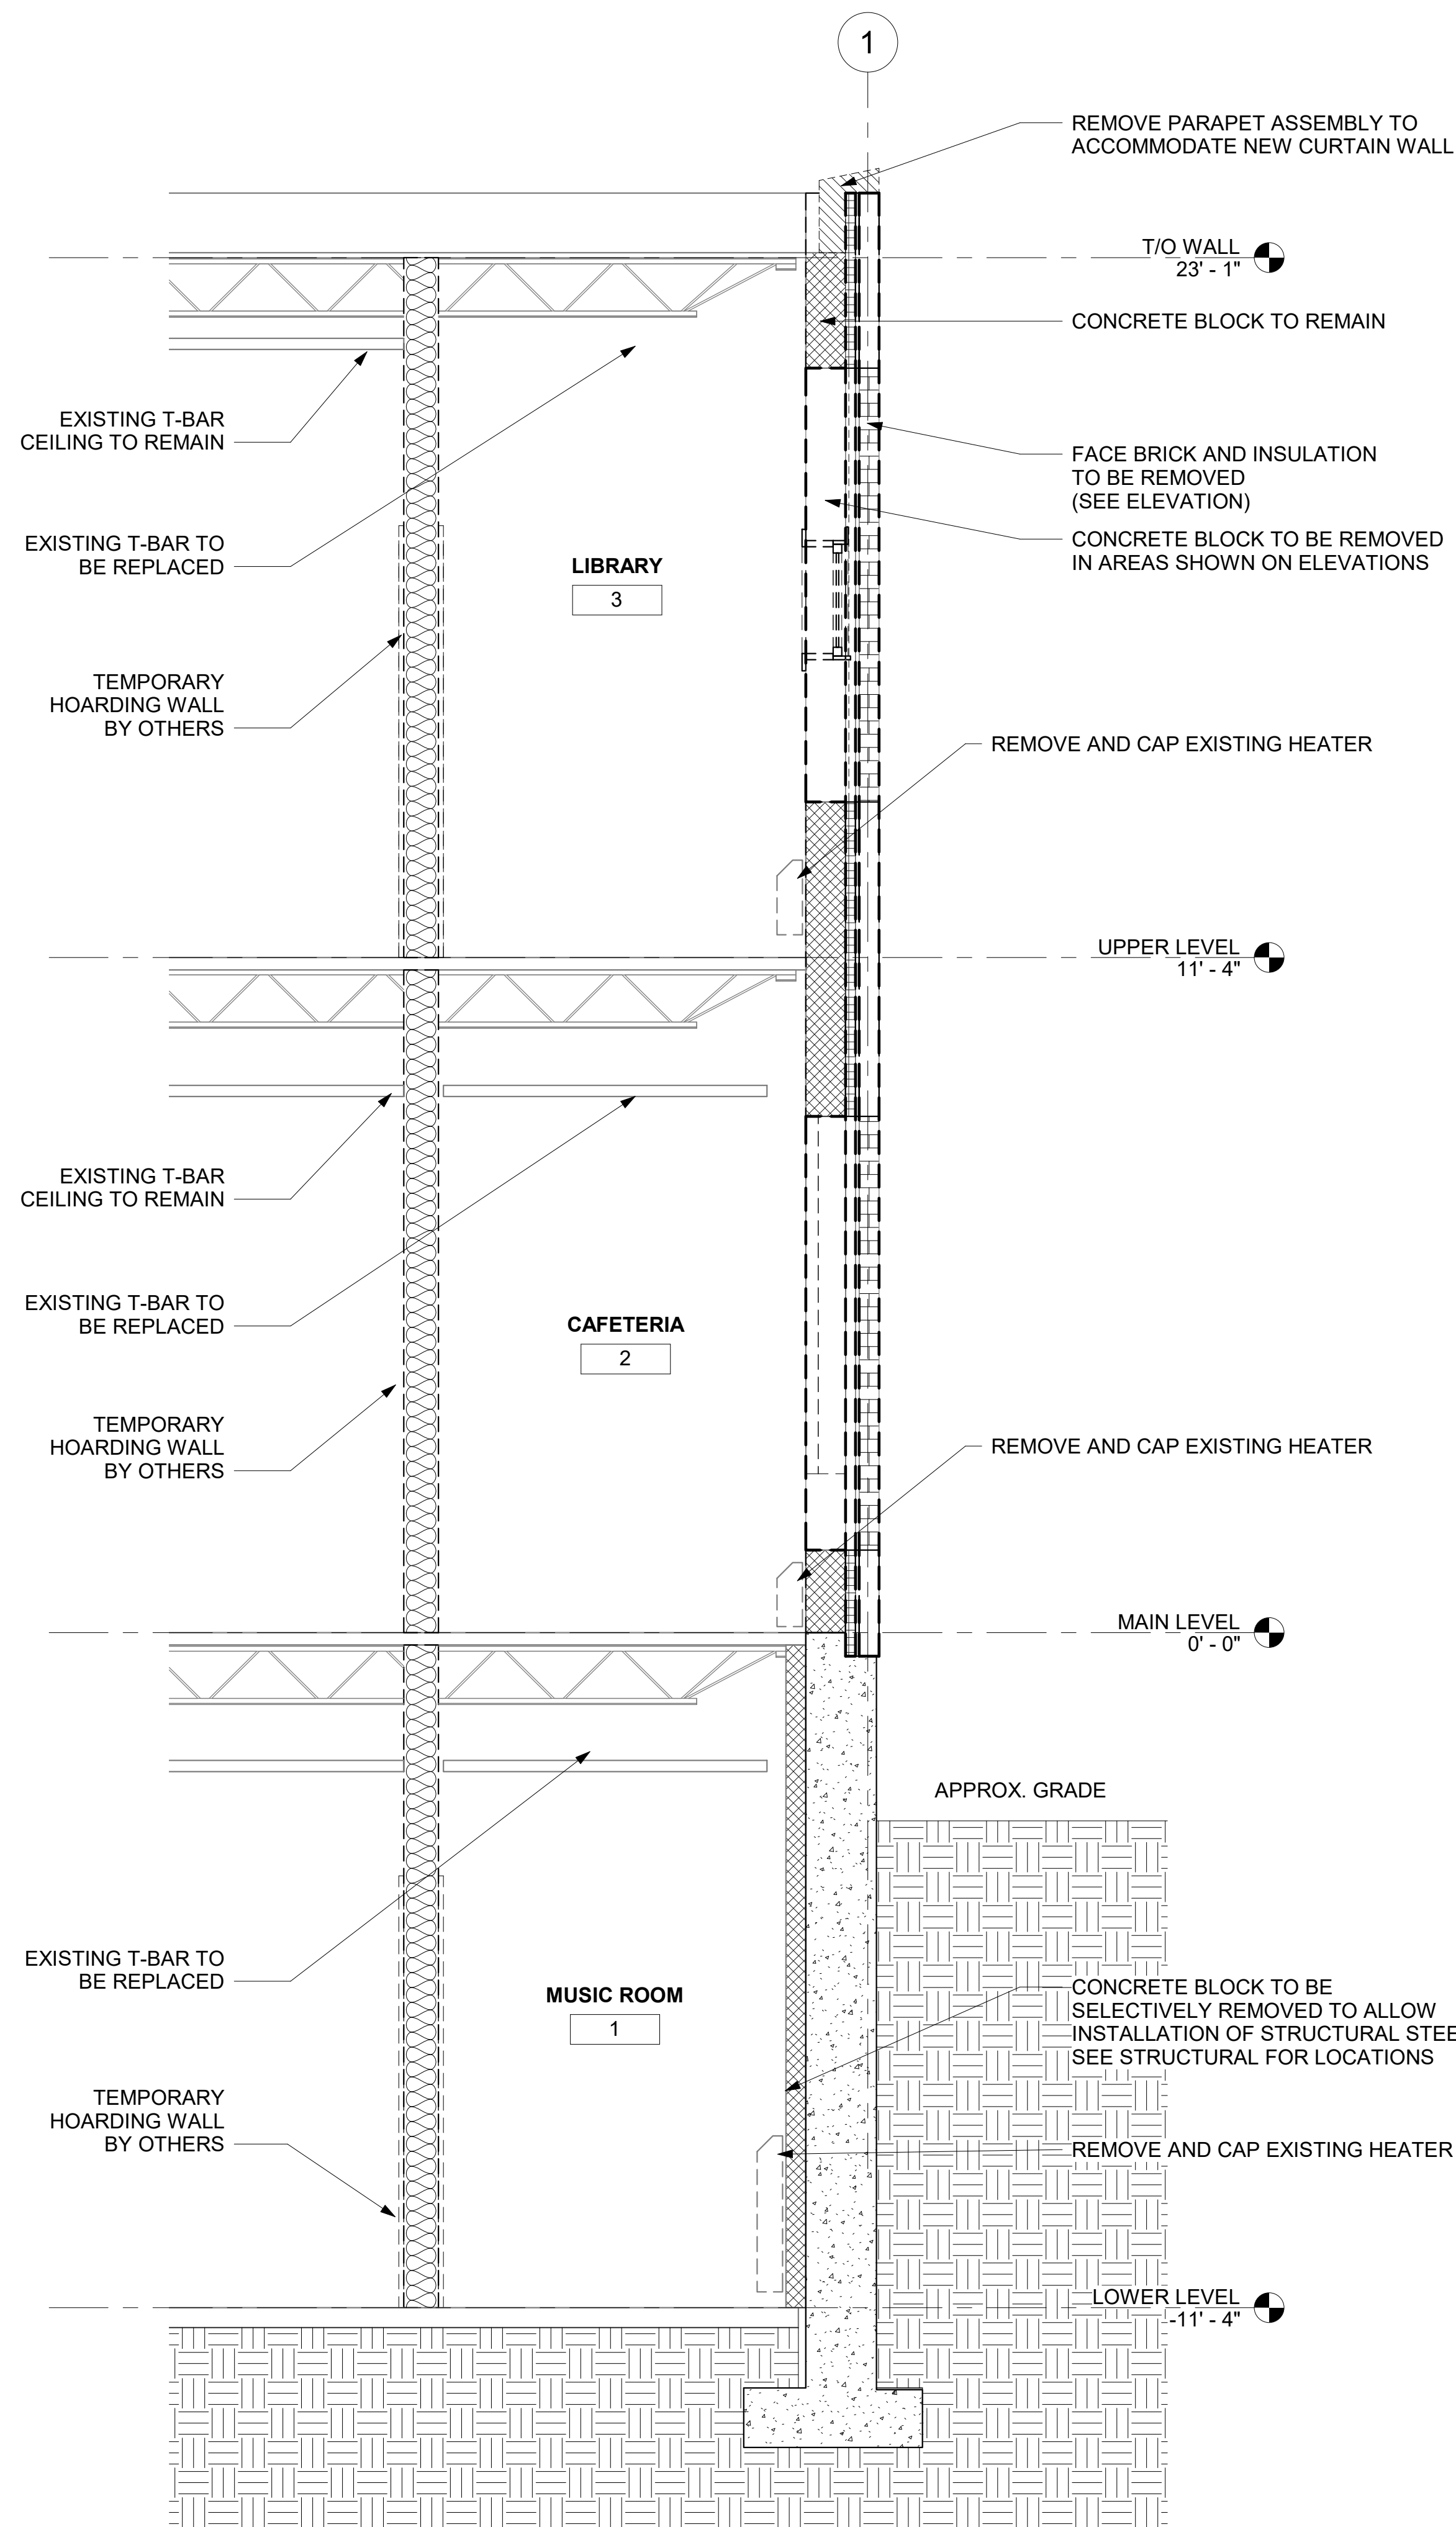 1
REMOVE PARAPET ASSEMBLY TO
ACCOMMODATE NEW CURTAIN WALL
T/O WALL
23' - 1"
CONCRETE BLOCK TO REMAIN
EXISTING T-BAR
CEILING TO REMAIN
FACE BRICK AND INSULATION
TO BE REMOVED
(SEE ELEVATION)
CONCRETE BLOCK TO BE REMOVED
IN AREAS SHOWN ON ELEVATIONS
EXISTING T-BAR TO
BE REPLACED
LIBRARY
3
TEMPORARY
HOARDING WALL
BY OTHERS
REMOVE AND CAP EXISTING HEATER
UPPER LEVEL
11' - 4"
EXISTING T-BAR
CEILING TO REMAIN
EXISTING T-BAR TO
BE REPLACED
CAFETERIA
2
TEMPORARY
HOARDING WALL
BY OTHERS
REMOVE AND CAP EXISTING HEATER
MAIN LEVEL
0' - 0"
APPROX. GRADE
EXISTING T-BAR TO
BE REPLACED
MUSIC ROOM
1
CONCRETE BLOCK TO BE
SELECTIVELY REMOVED TO ALLOW
INSTALLATION OF STRUCTURAL STEE
SEE STRUCTURAL FOR LOCATIONS
TEMPORARY
HOARDING WALL
BY OTHERS
REMOVE AND CAP EXISTING HEATER
LOWER LEVEL
-11' - 4"